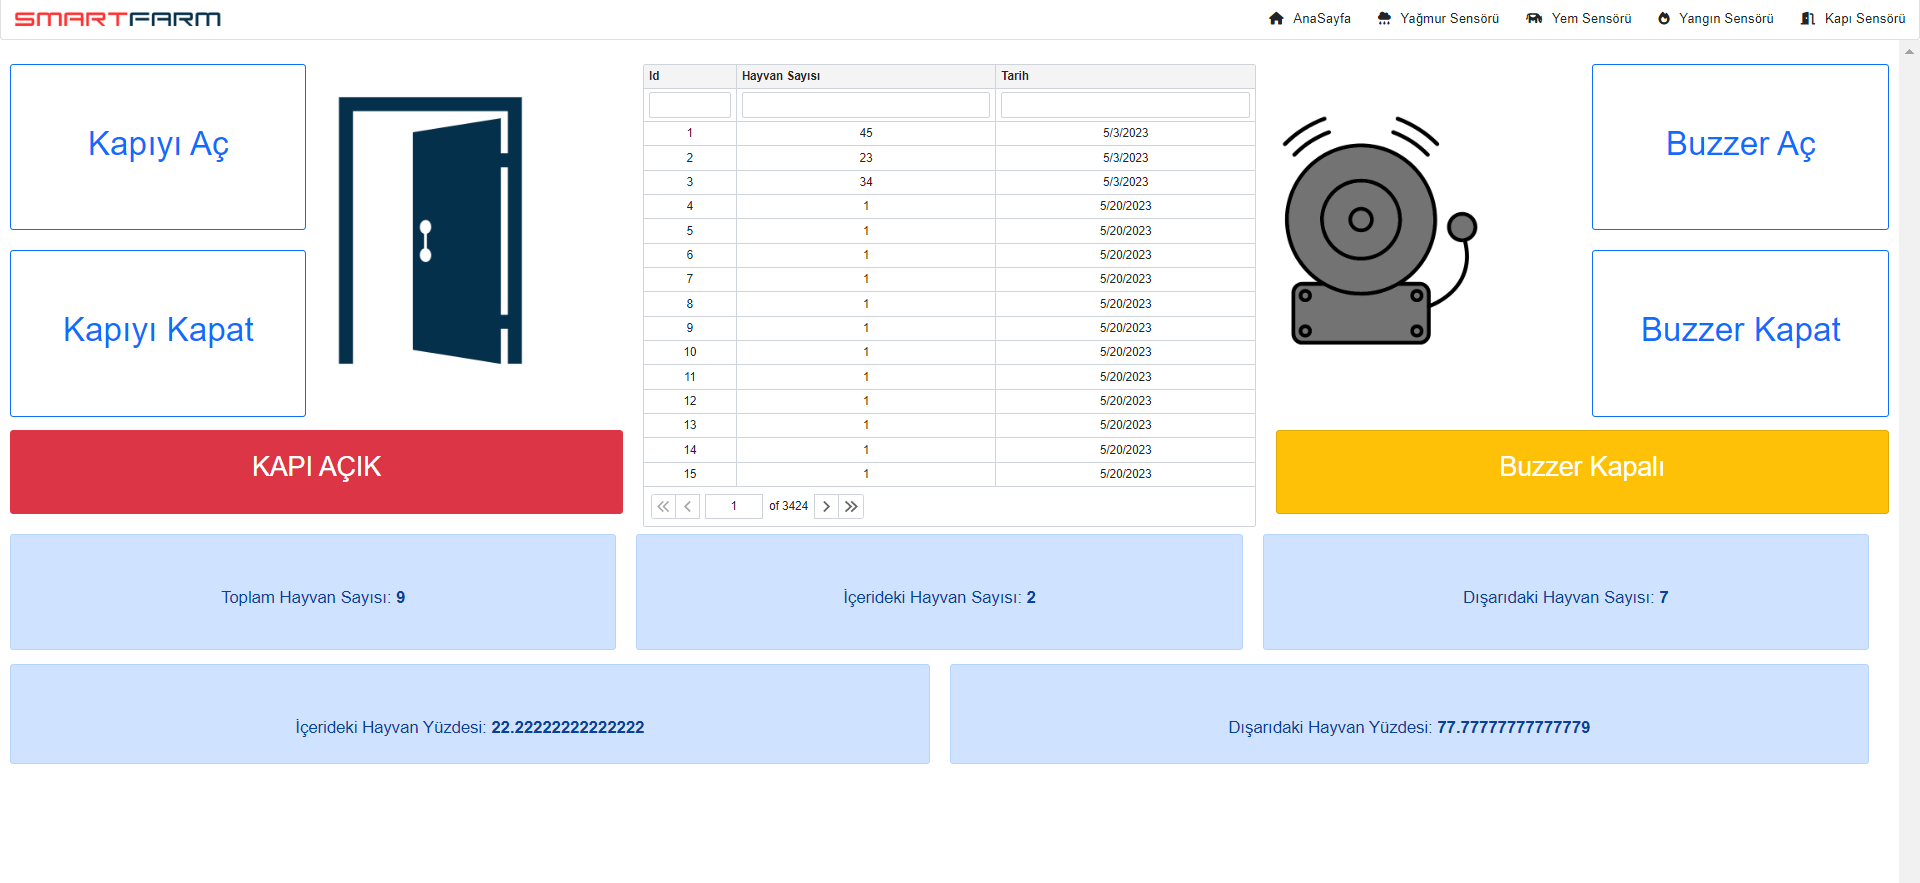 SMARTFARM
AnaSayfa Yağmur Sensörü Yem Sensörü Yangın Sensörü Kapı Sensörü
Kapıyı Aç
Kapıyı Kapat
KAPI AÇIK
Id Hayvan Sayısı Tarih
1 45 5/3/2023
2 23 5/3/2023
3 34 5/3/2023
4 1 5/20/2023
5 1 5/20/2023
6 1 5/20/2023
7 1 5/20/2023
8 1 5/20/2023
9 1 5/20/2023
10 1 5/20/2023
11 1 5/20/2023
12 1 5/20/2023
13 1 5/20/2023
14 1 5/20/2023
15 1 5/20/2023
1 of 3424
Buzzer Aç
Buzzer Kapat
Buzzer Kapalı
Toplam Hayvan Sayısı: 9
İçerideki Hayvan Sayısı: 2
Dışarıdaki Hayvan Sayısı: 7
İçerideki Hayvan Yüzdesi: 22.22222222222222
Dışarıdaki Hayvan Yüzdesi: 77.77777777777779